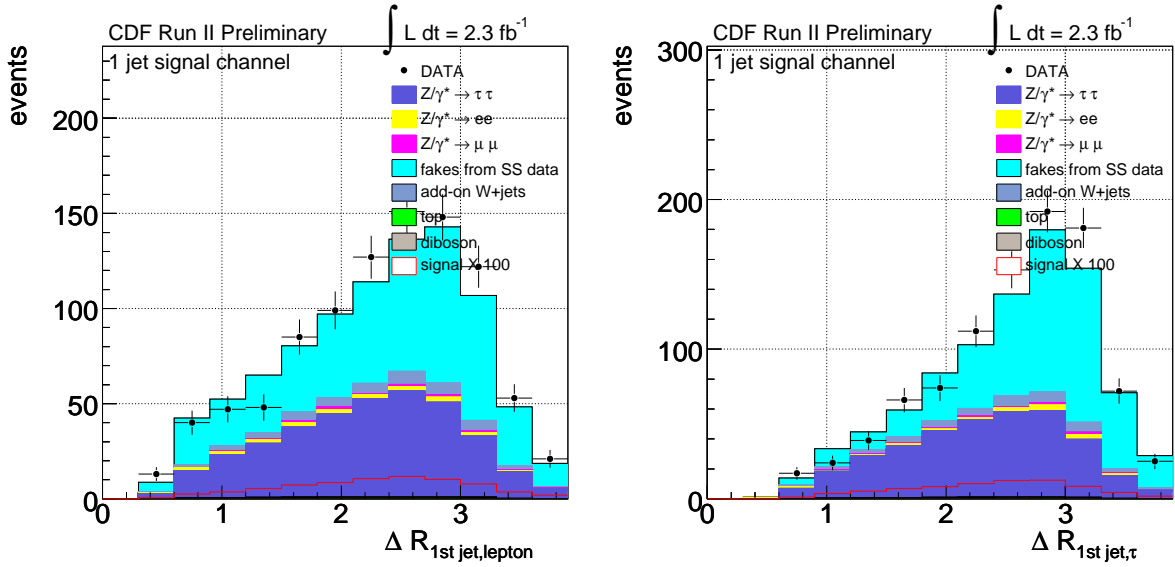 CDF Run II Preliminary ∫ L dt = 2.3 fb⁻¹
1 jet signal channel
DATA
Z/γ* → τ τ
Z/γ* → ee
Z/γ* → μ μ
fakes from SS data
add-on W+jets
top
diboson
signal X 100
events
200
150
100
50
0
0 1 2 3
Δ R 1st jet,lepton
CDF Run II Preliminary ∫ L dt = 2.3 fb⁻¹
1 jet signal channel
DATA
Z/γ* → τ τ
Z/γ* → ee
Z/γ* → μ μ
fakes from SS data
add-on W+jets
top
diboson
signal X 100
events
300
200
100
0
0 1 2 3
Δ R 1st jet,τ